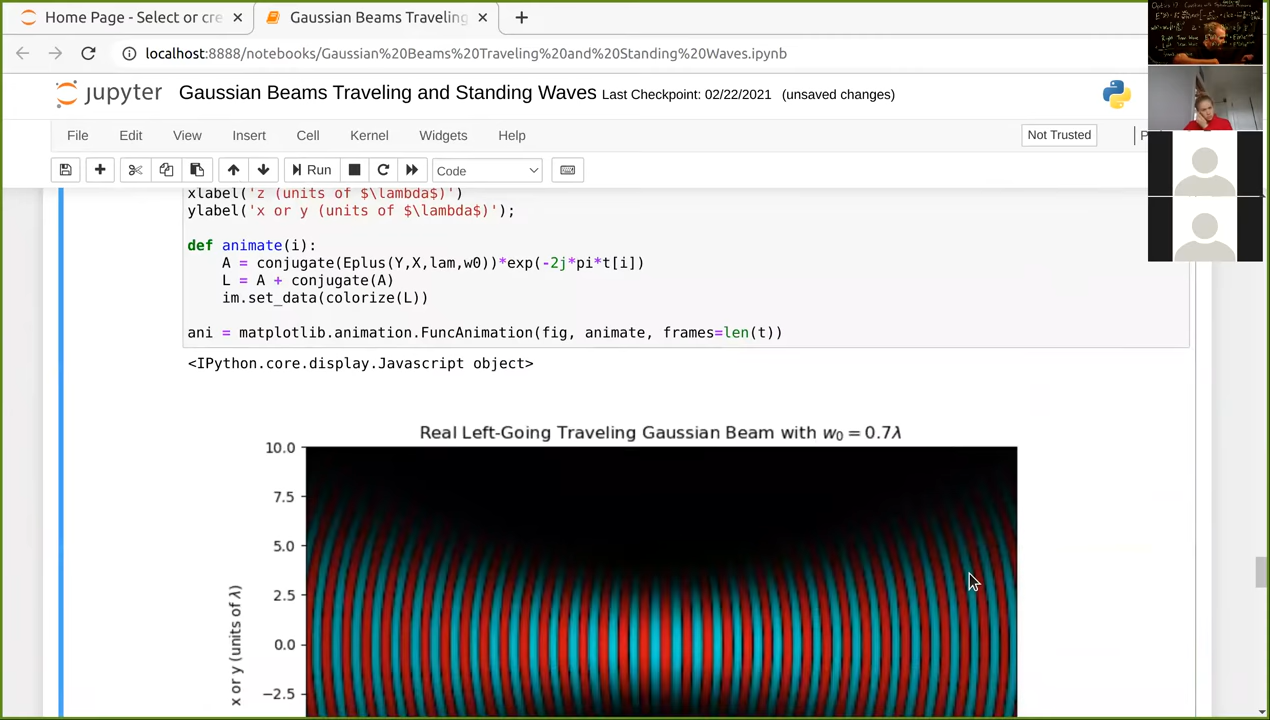 Home Page - Select or cre
Gaussian Beams Traveling
localhost:8888/notebooks/Gaussian%20Beams%20Traveling%20and%20Standing%20Waves.ipynb
jupyter Gaussian Beams Traveling and Standing Waves Last Checkpoint: 02/22/2021 (unsaved changes)
File Edit View Insert Cell Kernel Widgets Help Not Trusted
Run Code
xlabel('z (units of $\lambda$)')
ylabel('x or y (units of $\lambda$)');
def animate(i):
A = conjugate(Eplus(Y,X,lam,w0))*exp(-2j*pi*t[i])
L = A + conjugate(A)
im.set_data(colorize(L))
ani = matplotlib.animation.FuncAnimation(fig, animate, frames=len(t))
<IPython.core.display.Javascript object>
Real Left-Going Traveling Gaussian Beam with w₀ = 0.7λ
10.0
7.5
5.0
2.5
0.0
−2.5
x or y (units of λ)